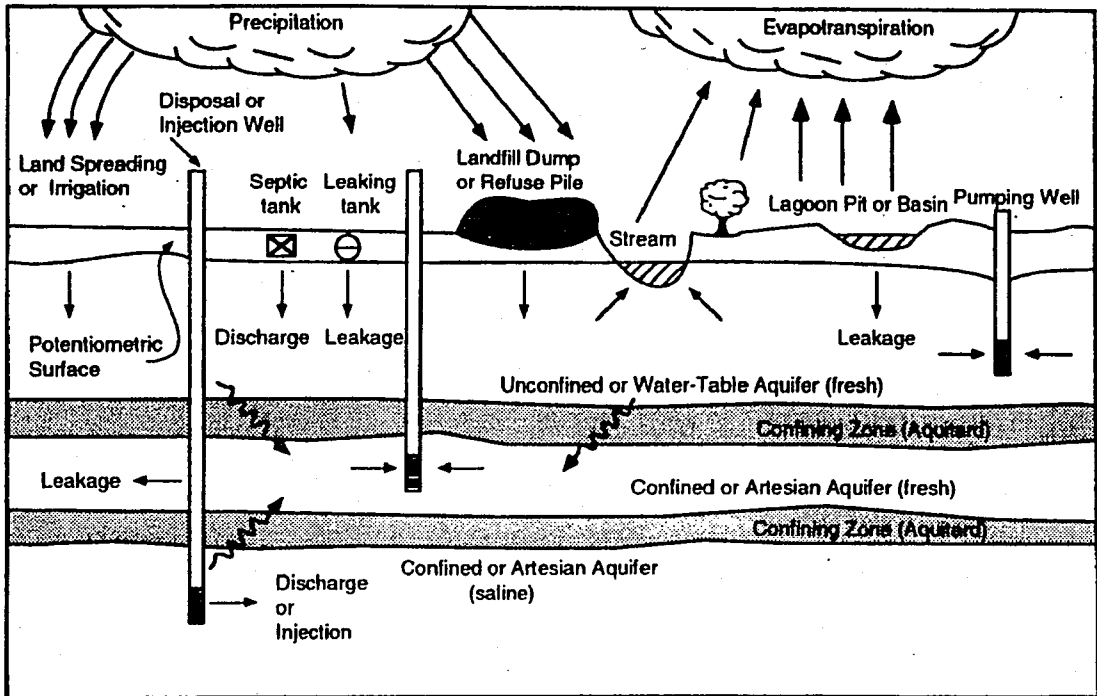 Precipitation
Evapotranspiration
Disposal or
Injection Well
Land Spreading
or Irrigation
Septic
tank
Leaking
tank
Landfill Dump
or Refuse Pile
Stream
Lagoon Pit or Basin
Pumping Well
Potentiometric
Surface
Discharge
Leakage
Leakage
Unconfined or Water-Table Aquifer (fresh)
Confining Zone (Aquitard)
Leakage
Confined or Artesian Aquifer (fresh)
Confining Zone (Aquitard)
Confined or Artesian Aquifer
(saline)
Discharge
or
Injection